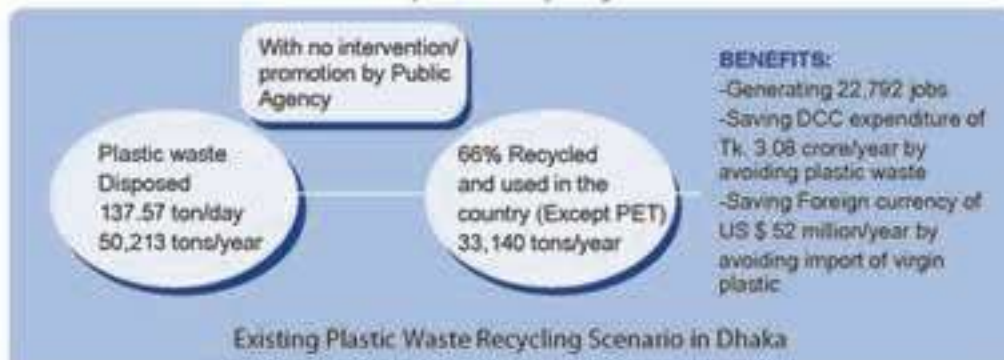 With no intervention/
promotion by Public
Agency
Plastic waste
Disposed
137.57 ton/day
50,213 tons/year
66% Recycled
and used in the
country (Except PET)
33,140 tons/year
BENEFITS:
-Generating 22,792 jobs
-Saving DCC expenditure of
Tk. 3.08 crore/year by
avoiding plastic waste
-Saving Foreign currency of
US $ 52 million/year by
avoiding import of virgin
plastic
Existing Plastic Waste Recycling Scenario in Dhaka